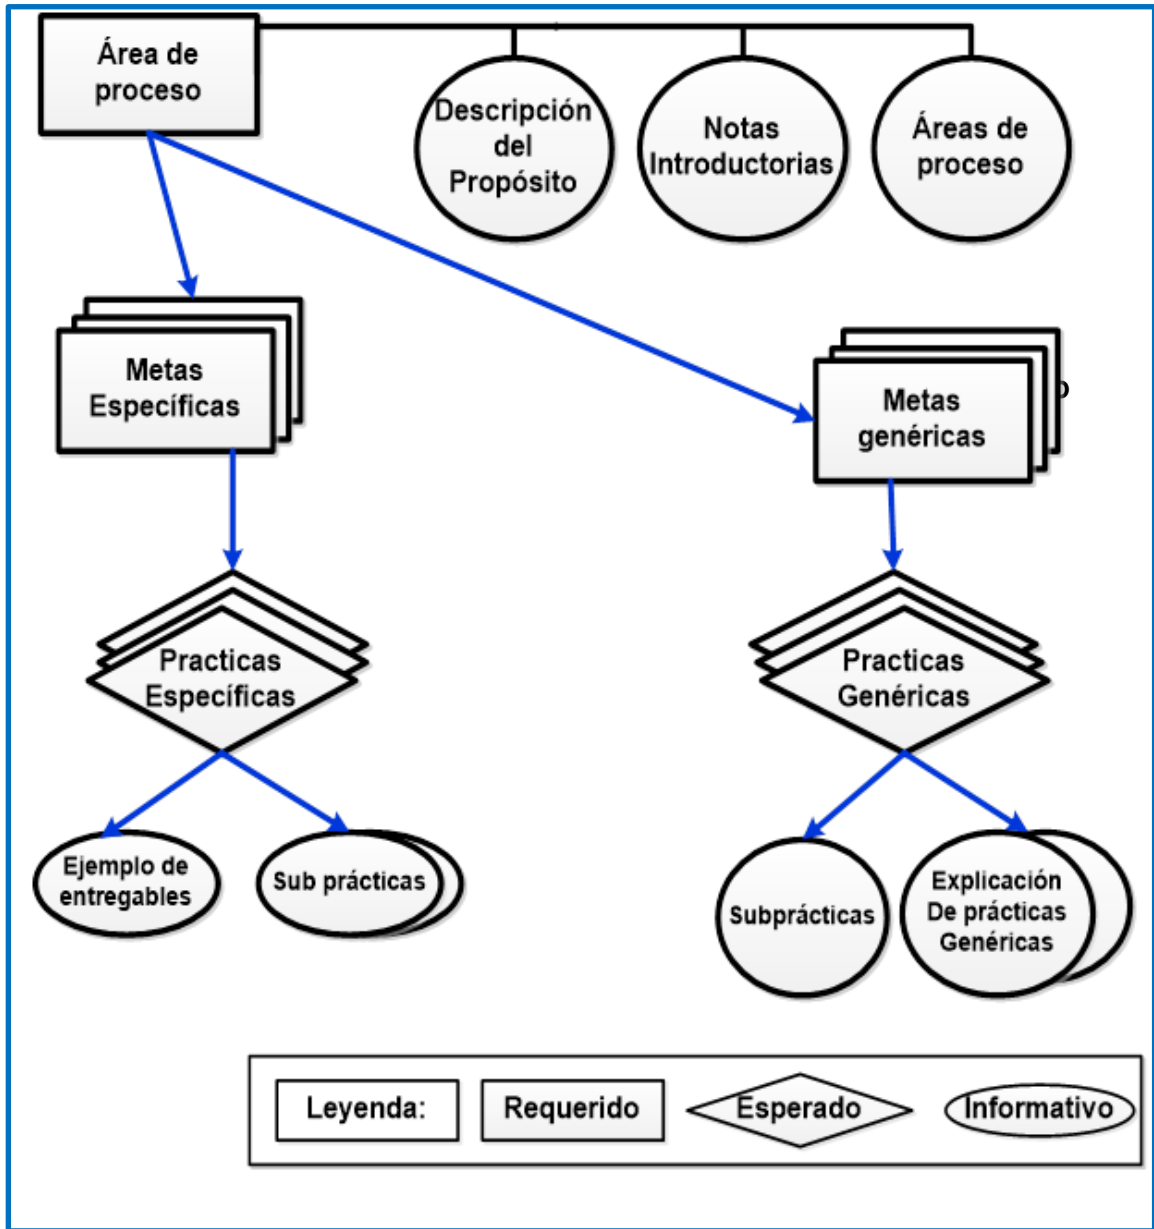 Área de
proceso
Descripción
del
Propósito
Notas
Introductorias
Áreas de
proceso
Metas
Específicas
Metas
genéricas
Practicas
Específicas
Practicas
Genéricas
Ejemplo de
entregables
Sub prácticas
Subprácticas
Explicación
De prácticas
Genéricas
Leyenda:
Requerido
Esperado
Informativo